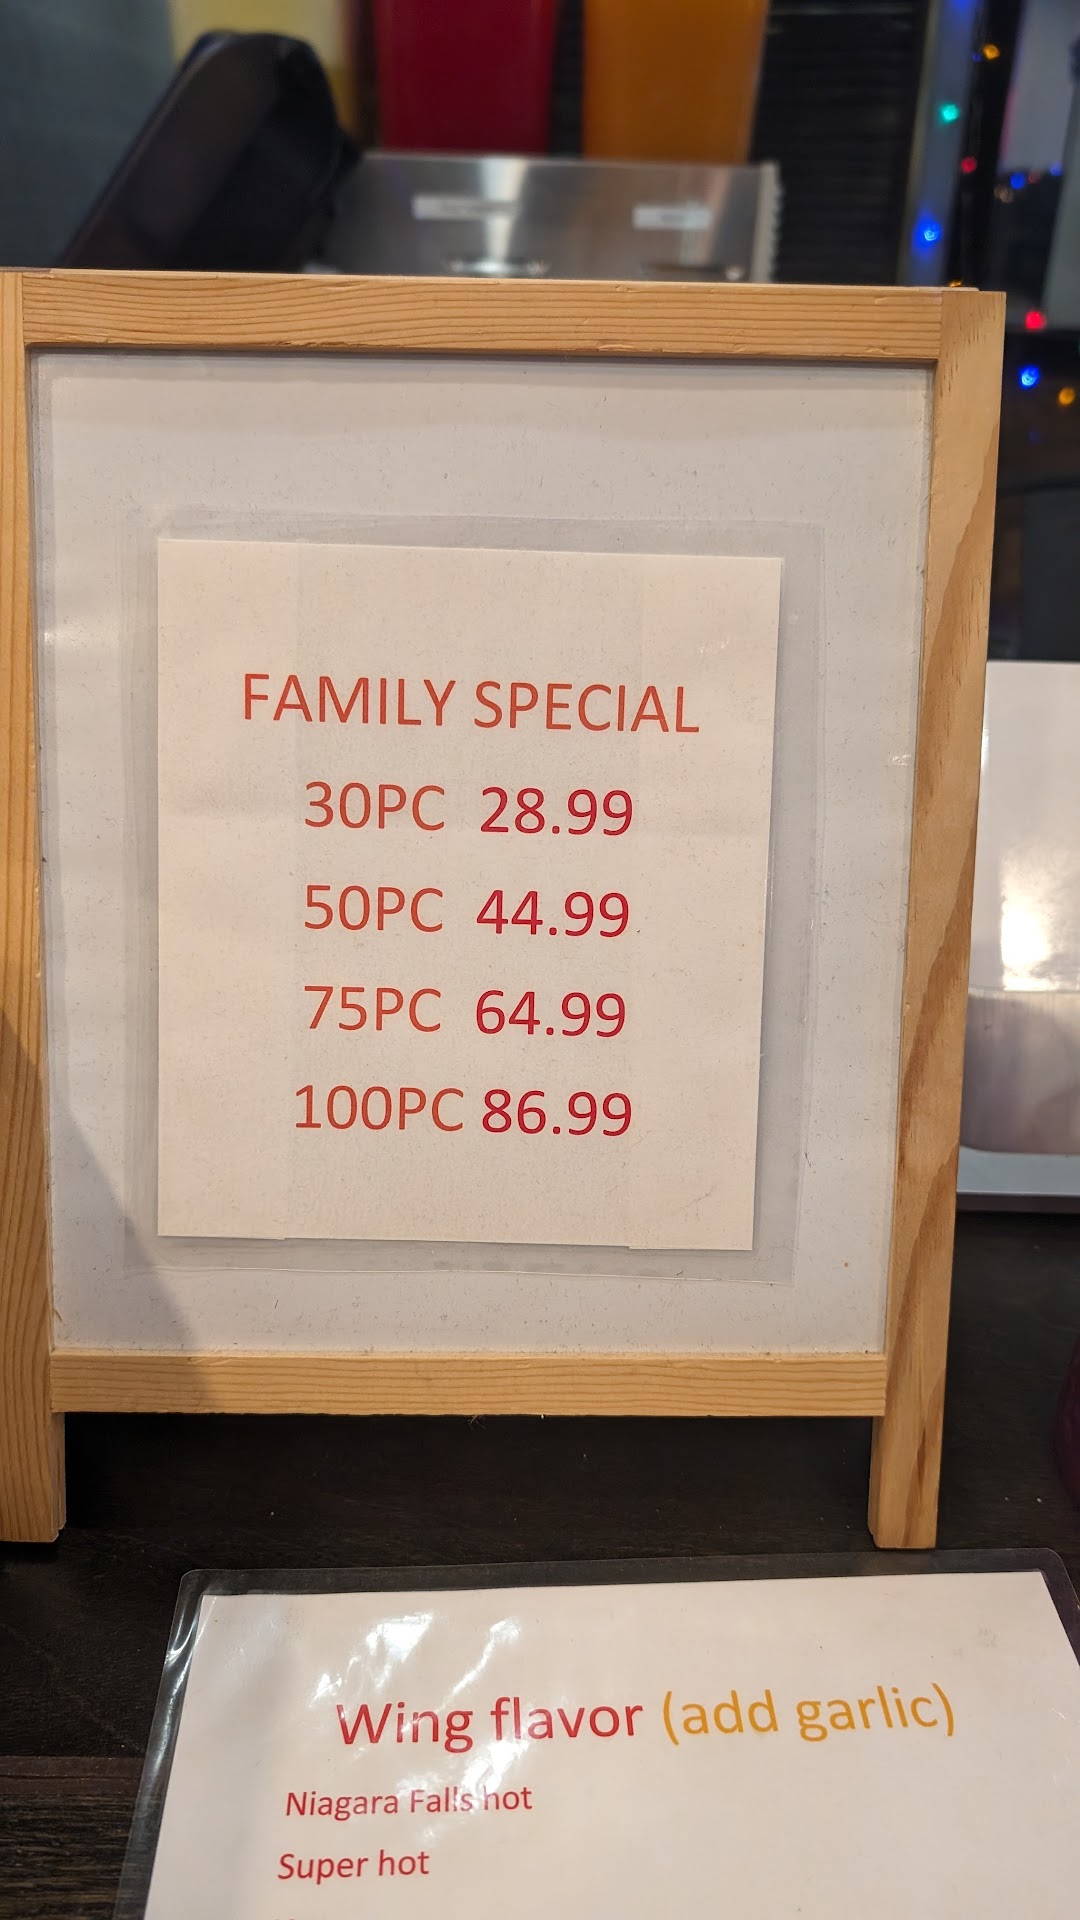 FAMILY SPECIAL
30PC 28.99
50PC 44.99
75PC 64.99
100PC 86.99
Wing flavor (add garlic)
Niagara Falls hot
Super hot